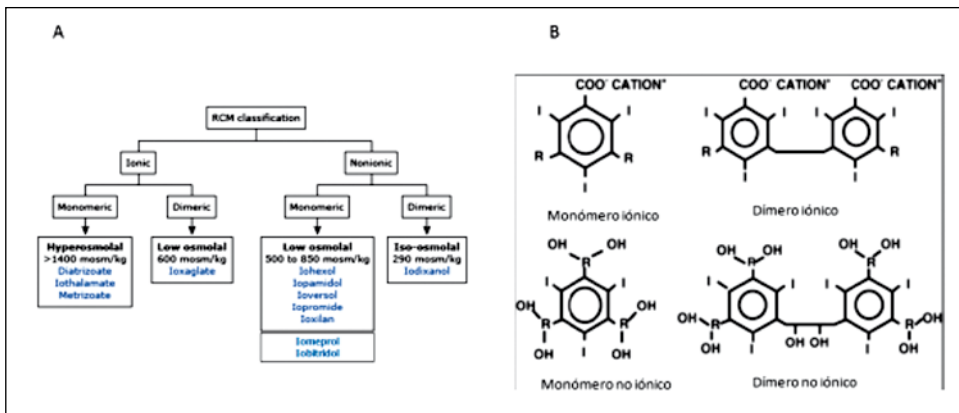 A
RCM classification
Ionic
Nonionic
Monomeric
Dimeric
Monomeric
Dimeric
Hyperosmolal
>1400 mosm/kg
Diatrizoate
Iothalamate
Metrizoate
Low osmolal
600 mosm/kg
Ioxaglate
Low osmolal
500 to 850 mosm/kg
Iohexol
Iopamidol
Ioversol
Iopromide
Ioxilan
Iomeprol
Iobitridol
Iso-osmolal
290 mosm/kg
Iodixanol
B
COO⁻ CATION⁺
I I
R R
I
Monómero iónico
COO⁻ CATION⁺ COO⁻ CATION⁺
I I I I
R R
I I
Dímero iónico
OH OH
R
I I
OH OH
R R
OH I OH
Monómero no iónico
OH OH OH OH
R R
I I I I
OH OH
R R
OH I OH OH I OH
Dímero no iónico